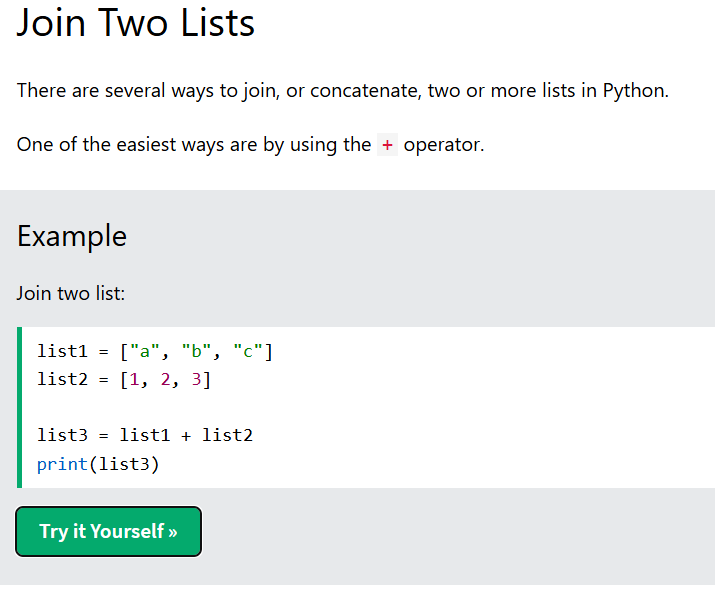 Join Two Lists
There are several ways to join, or concatenate, two or more lists in Python.
One of the easiest ways are by using the + operator.
Example
Join two list:
list1 = ["a", "b", "c"]
list2 = [1, 2, 3]
list3 = list1 + list2
print(list3)
Try it Yourself »